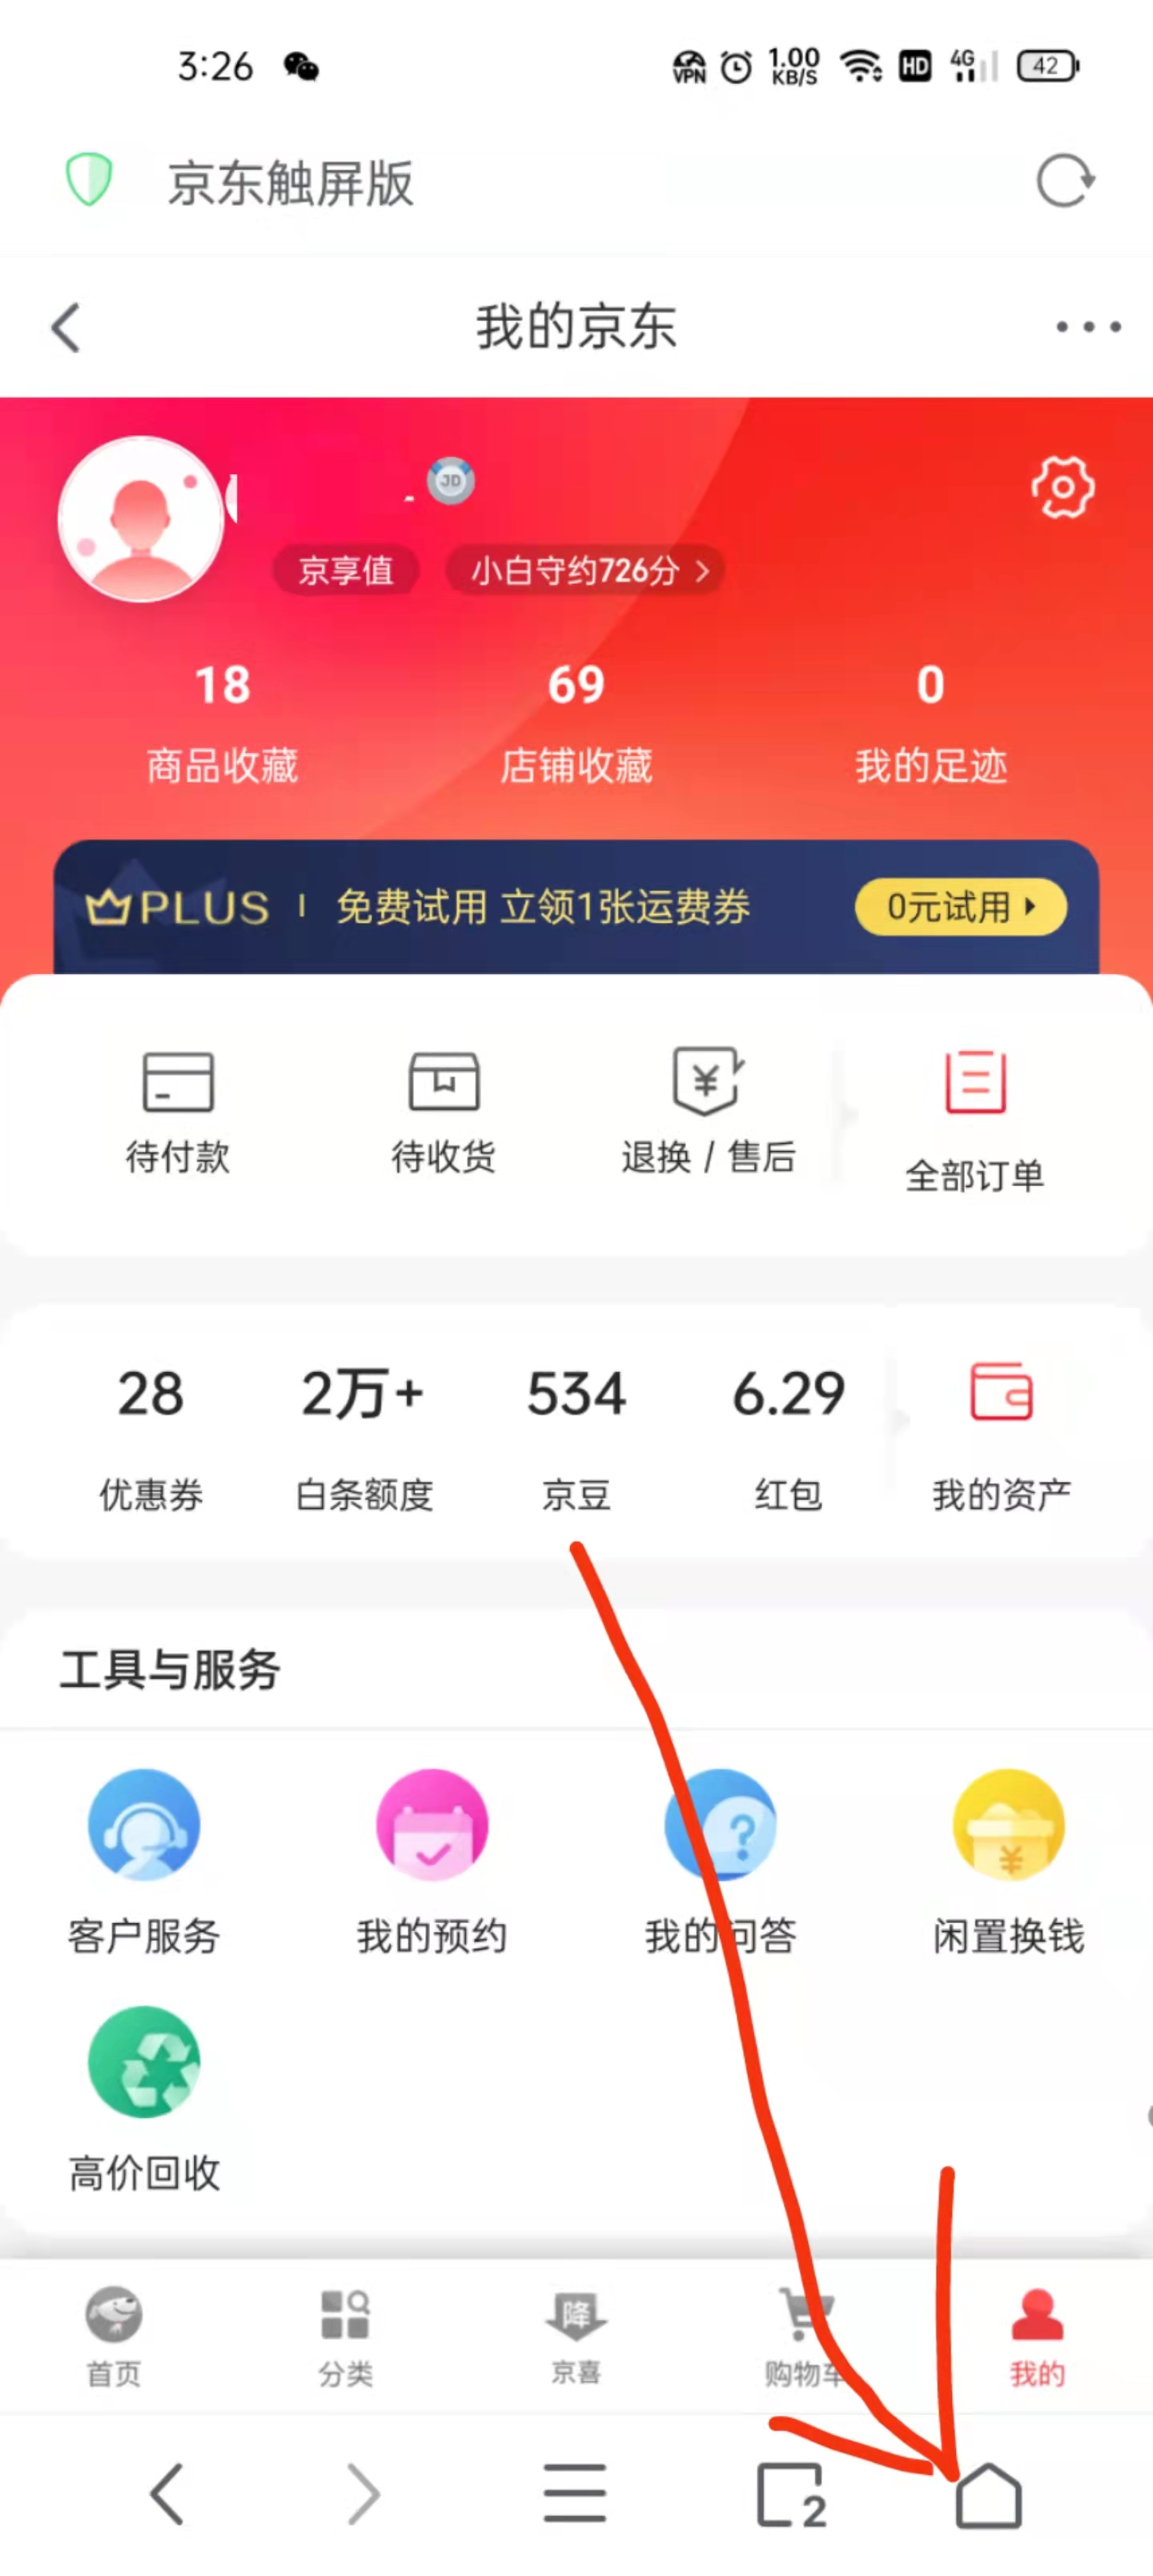 3:26 VPN 1.00 KB/S HD 4G 42
京东触屏版
我的京东
JD
京享值 小白守约726分
18 69 0
商品收藏 店铺收藏 我的足迹
PLUS 免费试用 立领1张运费券 0元试用
待付款 待收货 退换 / 售后 全部订单
28 2万+ 534 6.29
优惠券 白条额度 京豆 红包 我的资产
工具与服务
客户服务 我的预约 我的问答 闲置换钱
高价回收
降
首页 分类 京喜 购物车 我的
2